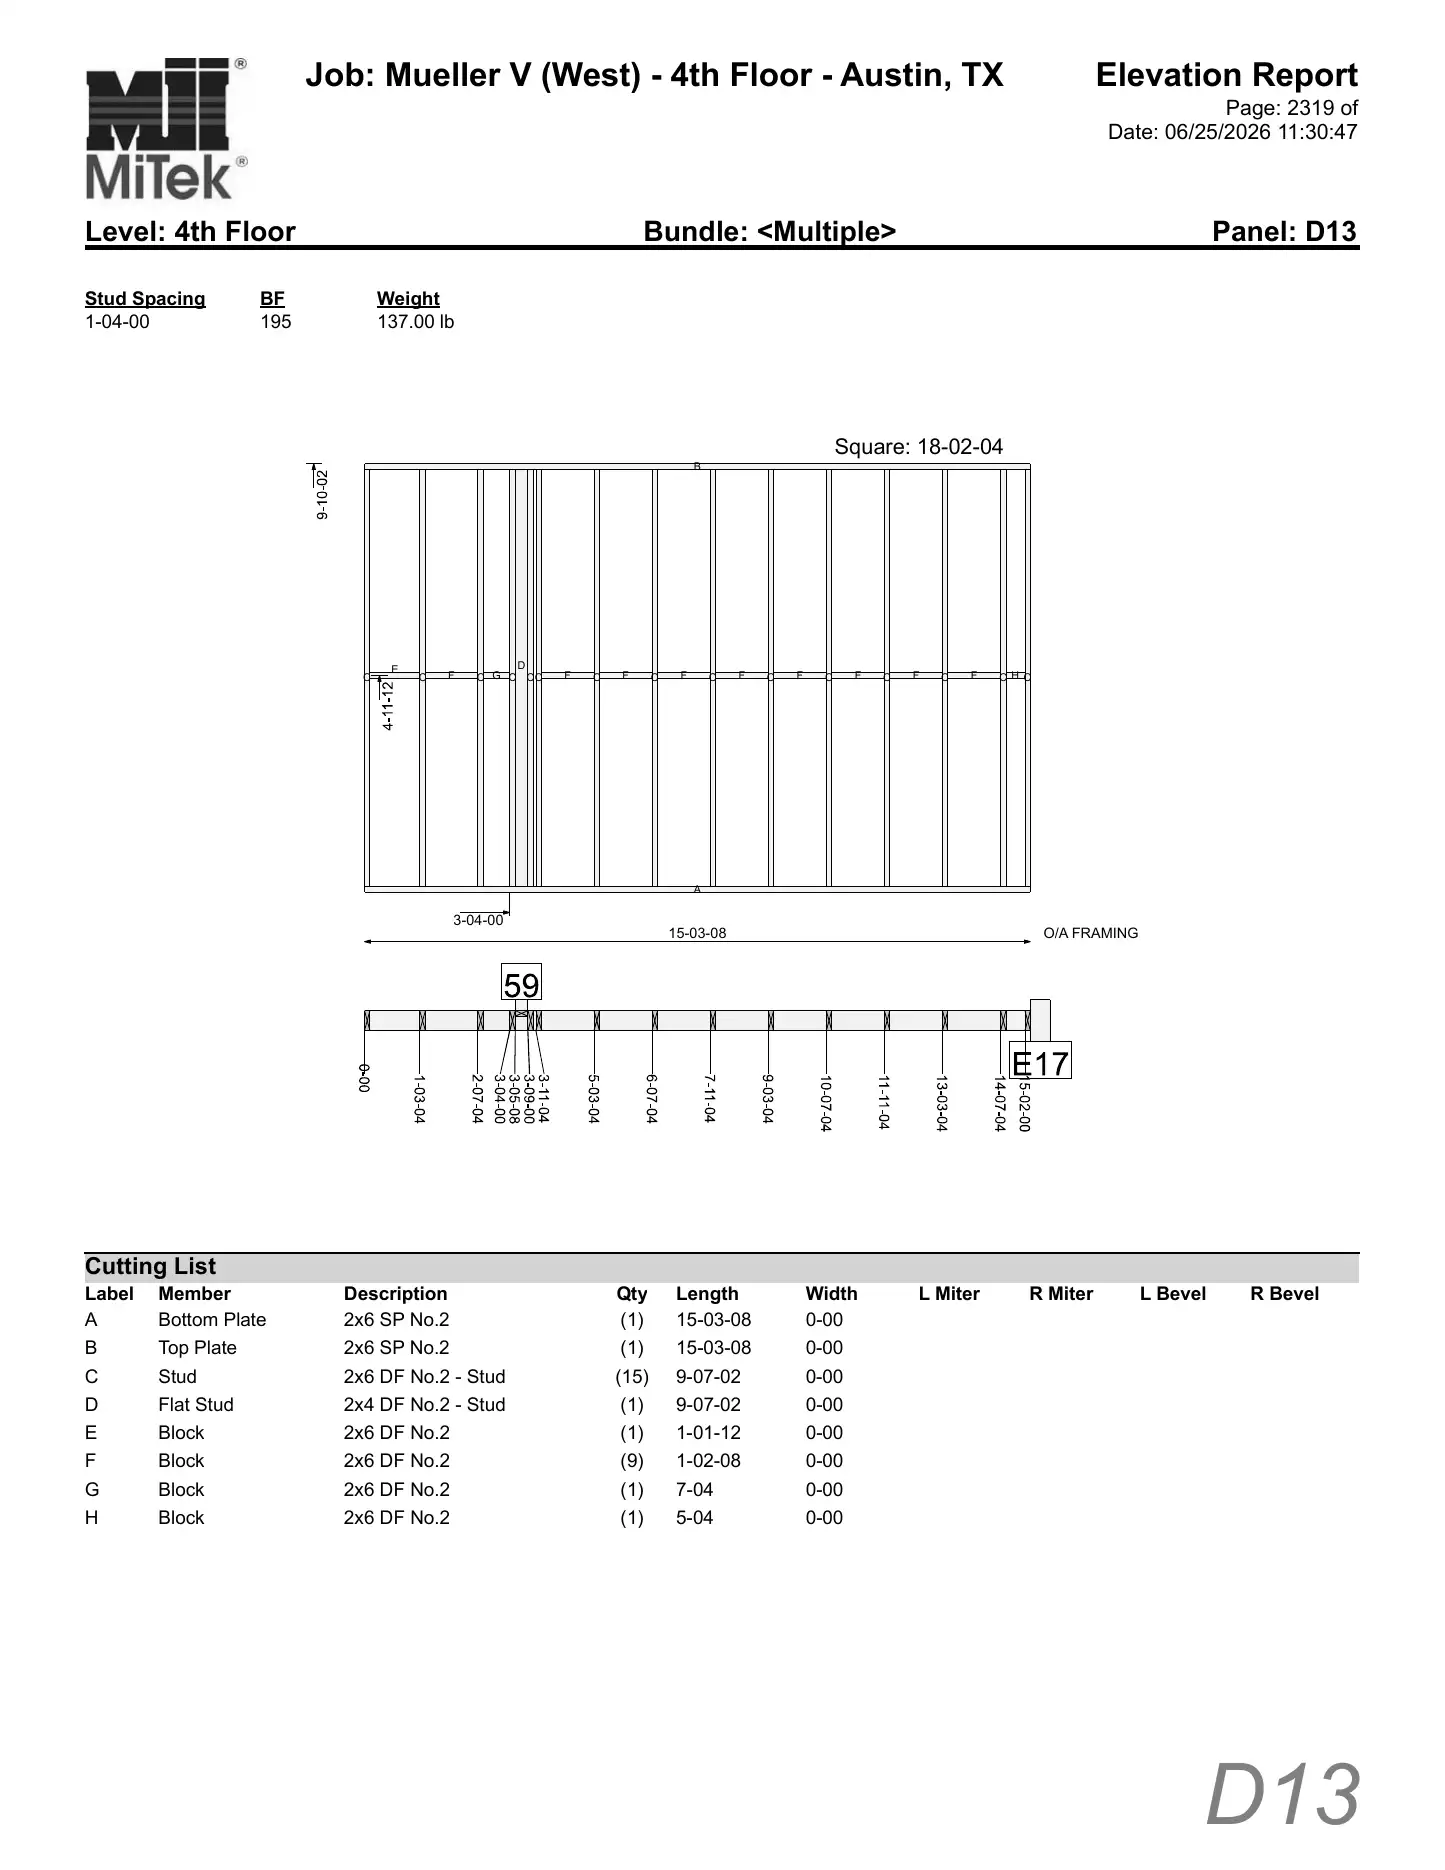 Job: Mueller V (West) - 4th Floor - Austin, TX
Elevation Report
Page: 2319 of
Date: 06/25/2026 11:30:47
MiTek®
Level: 4th Floor
Bundle: <Multiple>
Panel: D13
Stud Spacing BF Weight
1-04-00 195 137.00 lb
Square: 18-02-04
B
9-10-02
E F G D F F F F F F F F H
4-11-12
A
3-04-00
15-03-08
O/A FRAMING
59
E17
0-00 1-03-04 2-07-04 3-04-00 3-05-08 3-09-00 3-11-04 5-03-04 6-07-04 7-11-04 9-03-04 10-07-04 11-11-04 13-03-04 14-07-04 15-02-00
Cutting List
Label Member Description Qty Length Width L Miter R Miter L Bevel R Bevel
A Bottom Plate 2x6 SP No.2 (1) 15-03-08 0-00
B Top Plate 2x6 SP No.2 (1) 15-03-08 0-00
C Stud 2x6 DF No.2 - Stud (15) 9-07-02 0-00
D Flat Stud 2x4 DF No.2 - Stud (1) 9-07-02 0-00
E Block 2x6 DF No.2 (1) 1-01-12 0-00
F Block 2x6 DF No.2 (9) 1-02-08 0-00
G Block 2x6 DF No.2 (1) 7-04 0-00
H Block 2x6 DF No.2 (1) 5-04 0-00
D13